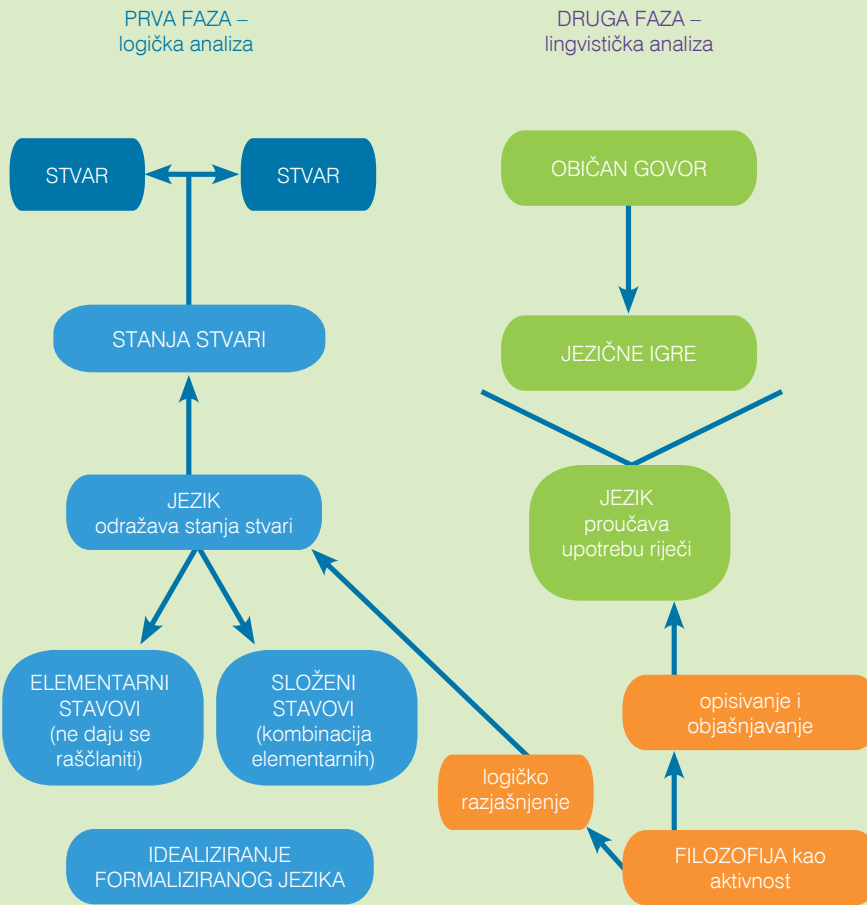 PRVA FAZA –
logička analiza
DRUGA FAZA –
lingvistička analiza
STVAR
STVAR
OBIČAN GOVOR
STANJA STVARI
JEZIČNE IGRE
JEZIK
odražava stanja stvari
JEZIK
proučava
upotrebu riječi
ELEMENTARNI
STAVOVI
(ne daju se
raščlaniti)
SLOŽENI
STAVOVI
(kombinacija
elementarnih)
opisivanje i
objašnjavanje
logičko
razjašnjenje
IDEALIZIRANJE
FORMALIZIRANOG JEZIKA
FILOZOFIJA kao
aktivnost